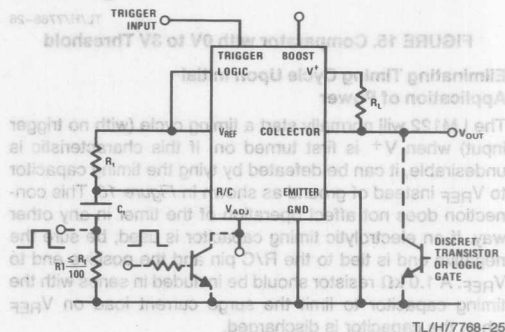 TRIGGER
INPUT
FIGURE 15. Comparator with 0V to 3V Threshold
TRIGGER BOOST
LOGIC V+
Eliminating Timing Cycle Upon Initial
Application of Power
The LM122 will normally start a timing cycle (with no trigger
input) when V+ is first turned on. If this characteristic is
undesirable, it can be defeated by tying the timing capacitor
to VREF instead of ground as shown in Figure This con-
nection does not affect operation of the timer in any other
way. If an electrolytic timing capacitor is used, be sure the
end is tied to the R/C pin and the end to
VREF. A 1.0 kΩ resistor should be included in series with the
timing capacitor to limit the surge current load on VREF
capacitor is discharged.
RL
VREF COLLECTOR
VOUT
Rt
R/C EMITTER
VADJ GND
Ct
R1 ≤ Rt
100
DISCRETE
TRANSISTOR
OR LOGIC
GATE
TL/H/7768–25